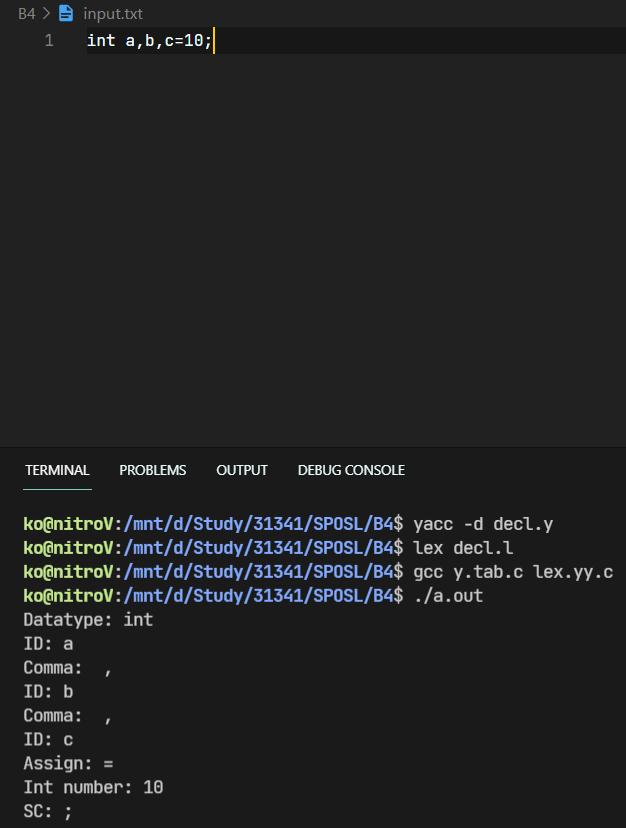 B4 > input.txt
1 int a,b,c=10;
TERMINAL PROBLEMS OUTPUT DEBUG CONSOLE
ko@nitroV:/mnt/d/Study/31341/SPOSL/B4$ yacc -d decl.y
ko@nitroV:/mnt/d/Study/31341/SPOSL/B4$ lex decl.l
ko@nitroV:/mnt/d/Study/31341/SPOSL/B4$ gcc y.tab.c lex.yy.c
ko@nitroV:/mnt/d/Study/31341/SPOSL/B4$ ./a.out
Datatype: int
ID: a
Comma:  ,
ID: b
Comma:  ,
ID: c
Assign: =
Int number: 10
SC: ;